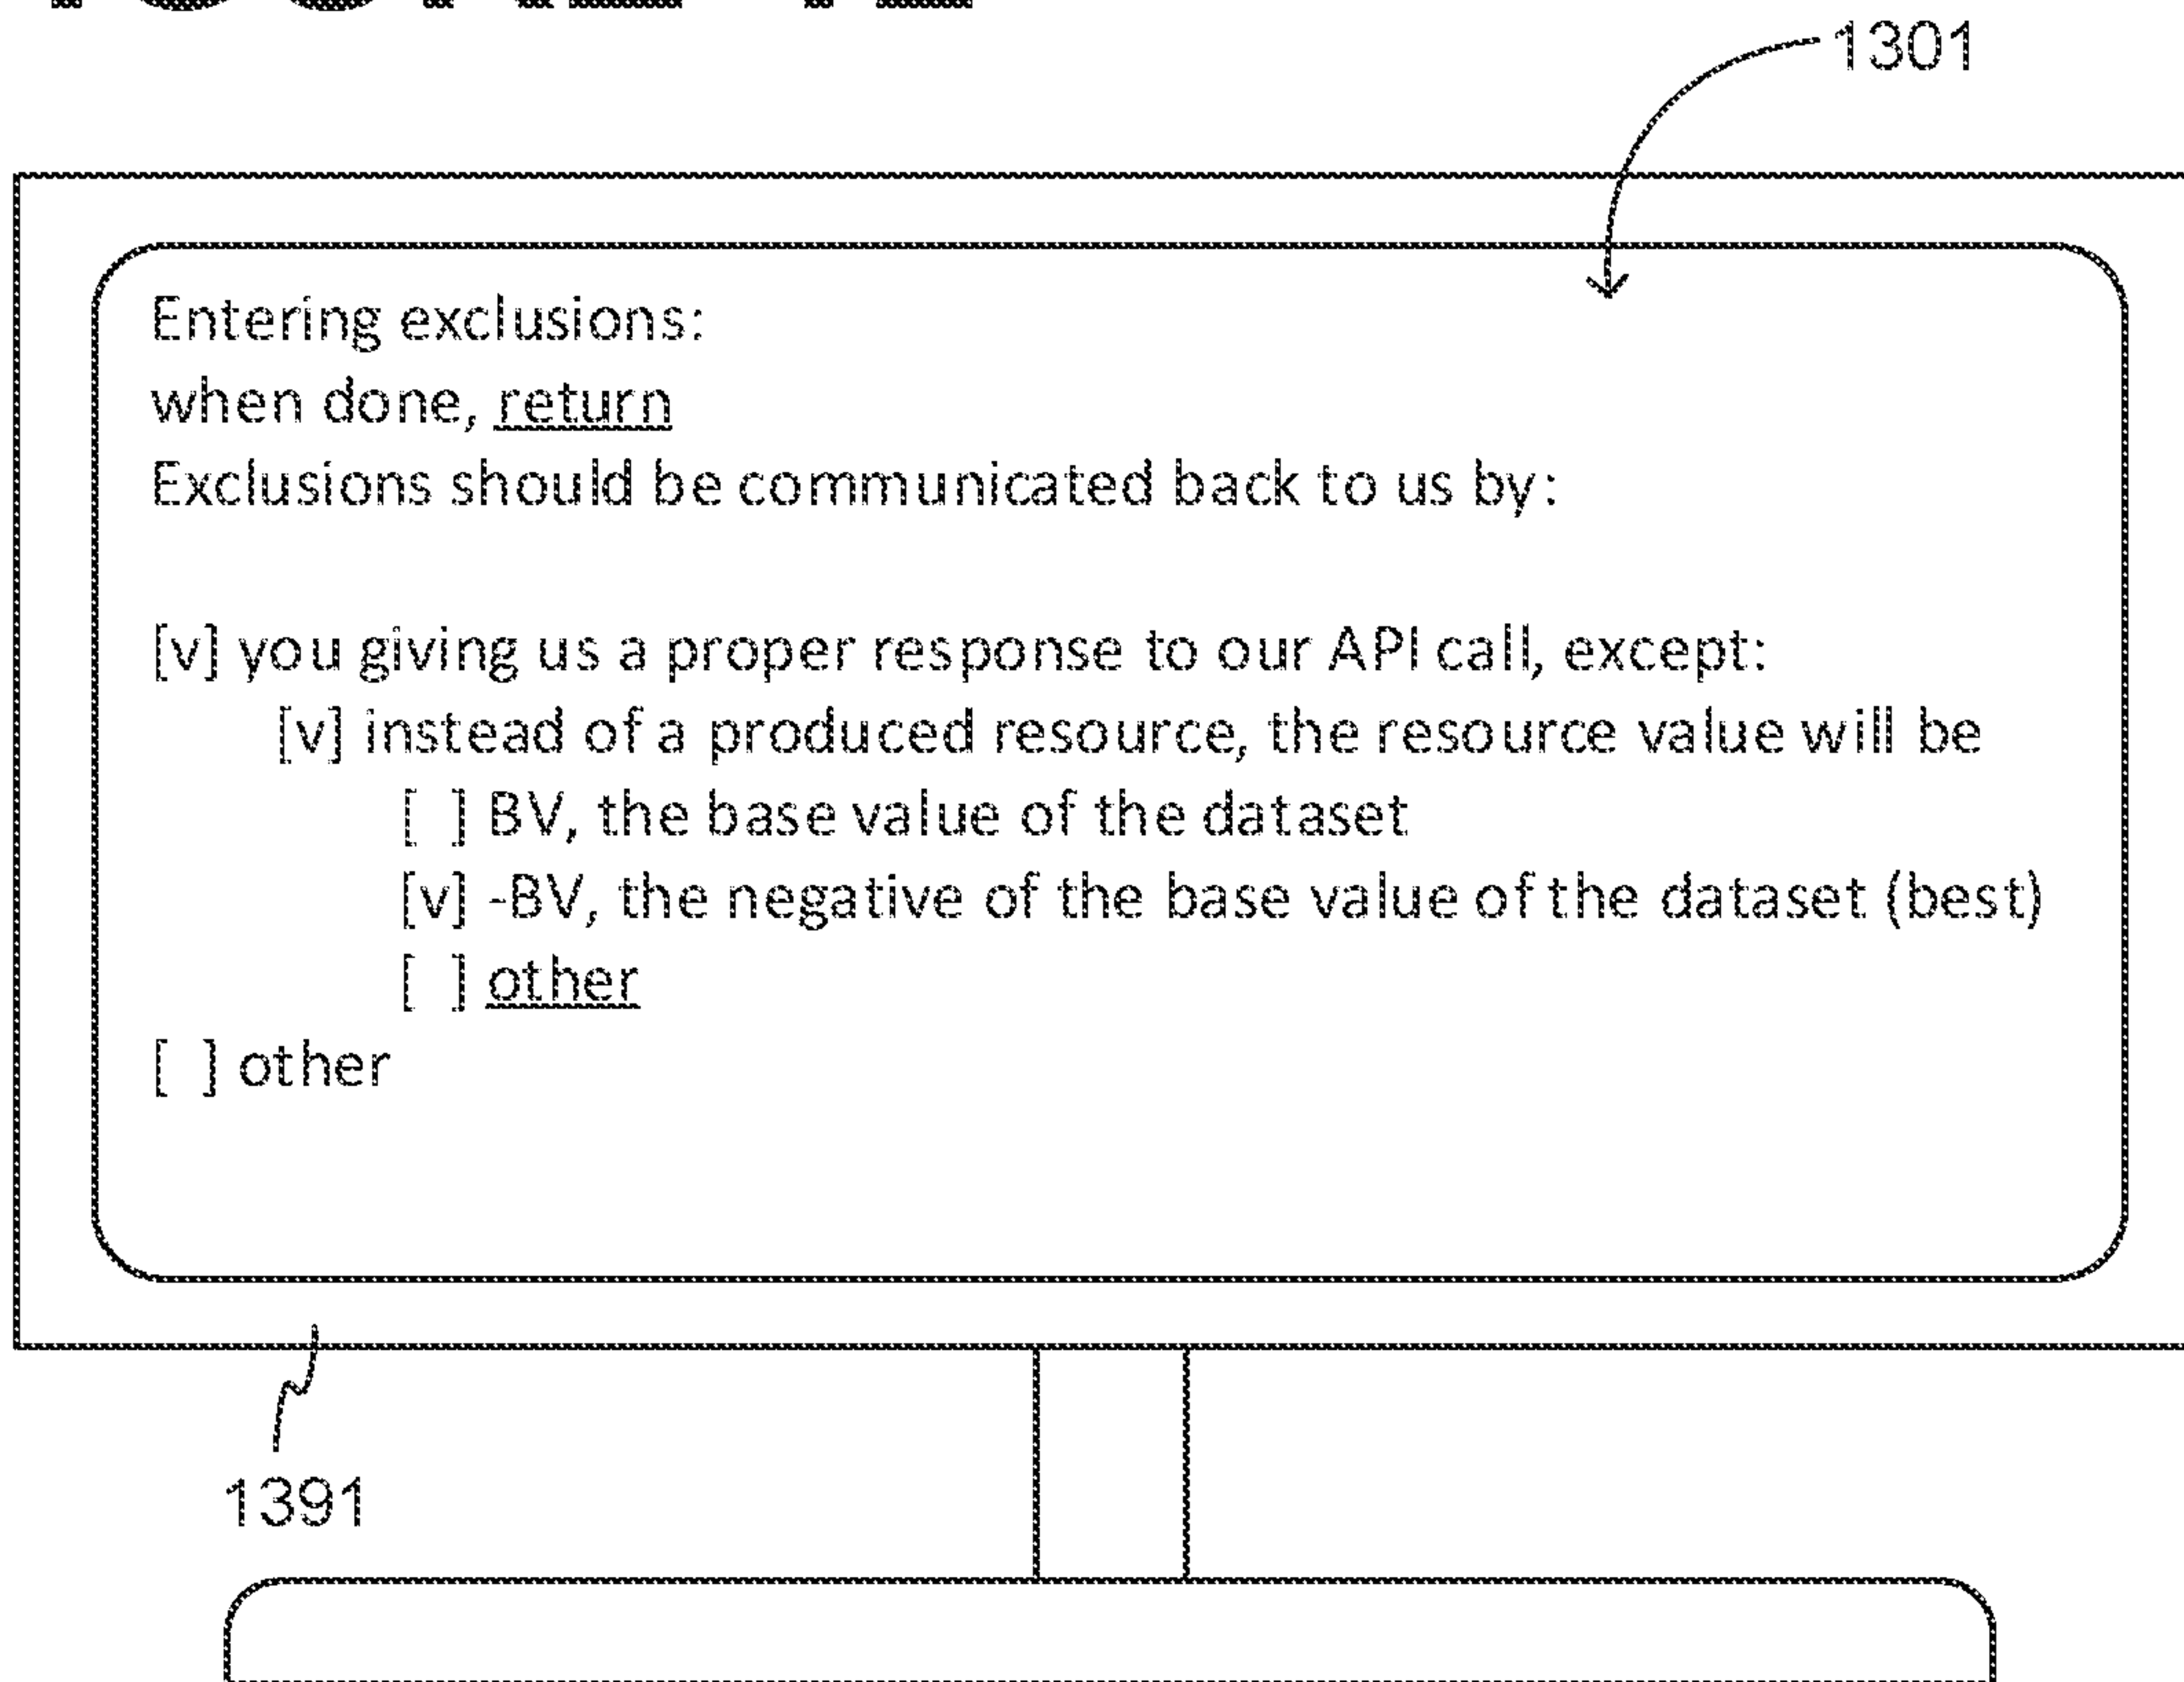 1301
Entering exclusions:
when done, return
Exclusions should be communicated back to us by:
[v] you giving us a proper response to our API call, except:
[v] instead of a produced resource, the resource value will be
[ ] BV, the base value of the dataset
[v] -BV, the negative of the base value of the dataset (best)
[ ] other
[ ] other
1391